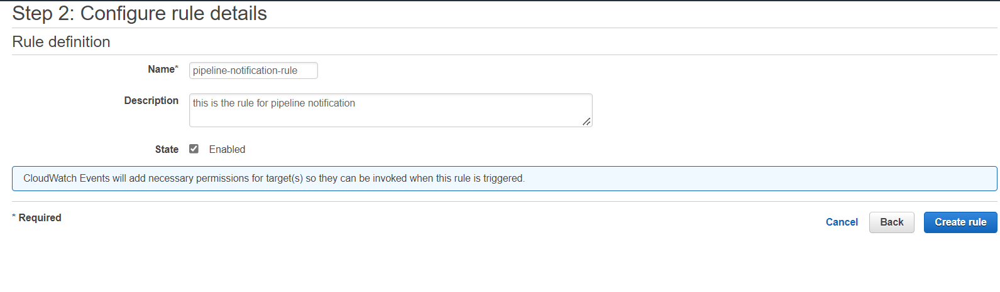 Step 2: Configure rule details
Rule definition
Name*
pipeline-notification-rule
Description
this is the rule for pipeline notification
State
Enabled
CloudWatch Events will add necessary permissions for target(s) so they can be invoked when this rule is triggered.
* Required
Cancel
Back
Create rule